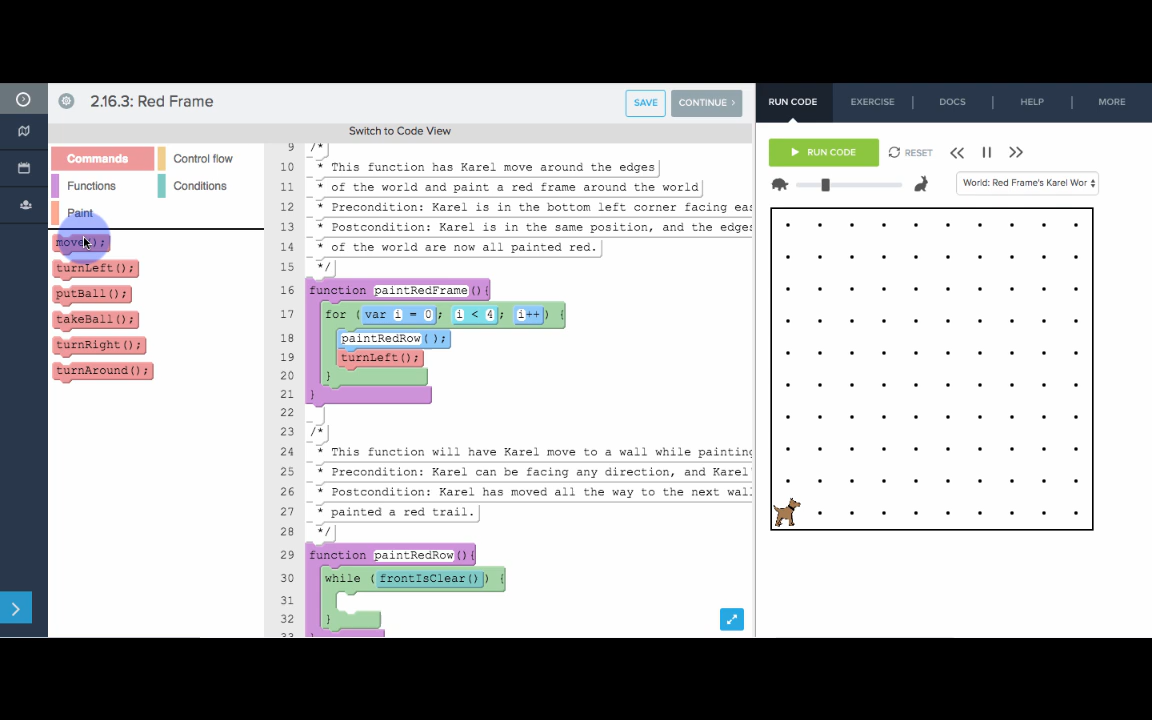 2.16.3: Red Frame
SAVE
CONTINUE >
RUN CODE
EXERCISE
DOCS
HELP
MORE
Switch to Code View
Commands
Control flow
Functions
Conditions
Paint
move();
turnLeft();
putBall();
takeBall();
turnRight();
turnAround();
9 /*
10 * This function has Karel move around the edges
11 * of the world and paint a red frame around the world
12 * Precondition: Karel is in the bottom left corner facing eas
13 * Postcondition: Karel is in the same position, and the edges
14 * of the world are now all painted red.
15 */
16 function paintRedFrame(){
17 for (var i = 0; i < 4; i++) {
18 paintRedRow();
19 turnLeft();
20 }
21 }
22
23 /*
24 * This function will have Karel move to a wall while painting
25 * Precondition: Karel can be facing any direction, and Karel
26 * Postcondition: Karel has moved all the way to the next wal
27 * painted a red trail.
28 */
29 function paintRedRow(){
30 while (frontIsClear()) {
31
32 }
33 }
RUN CODE
RESET
World: Red Frame's Karel Wor